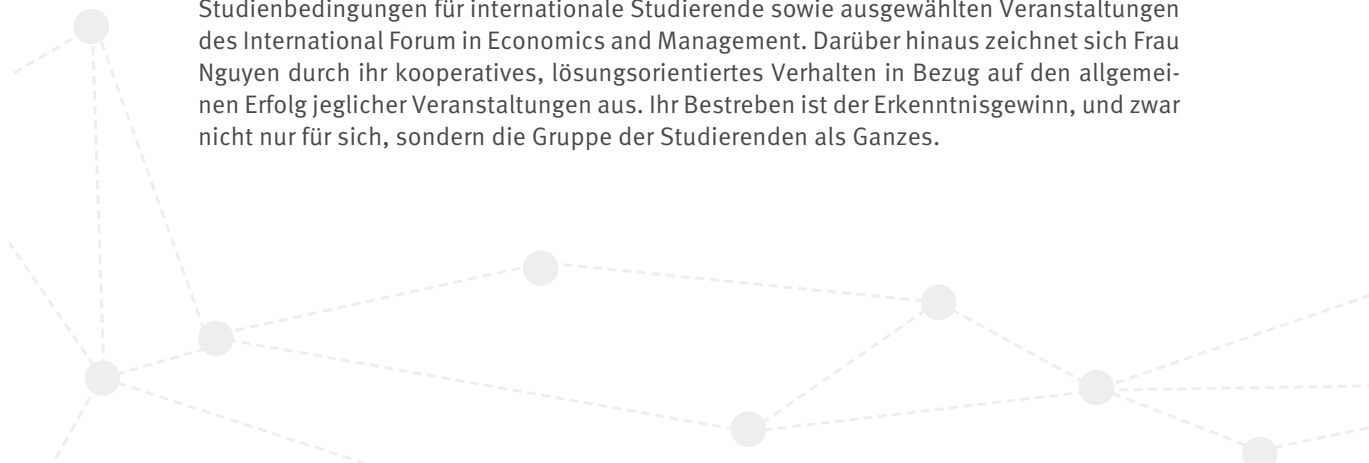 Studienbedingungen für internationale Studierende sowie ausgewählten Veranstaltungen
des International Forum in Economics and Management. Darüber hinaus zeichnet sich Frau
Nguyen durch ihr kooperatives, lösungsorientiertes Verhalten in Bezug auf den allgemei-
nen Erfolg jeglicher Veranstaltungen aus. Ihr Bestreben ist der Erkenntnisgewinn, und zwar
nicht nur für sich, sondern die Gruppe der Studierenden als Ganzes.